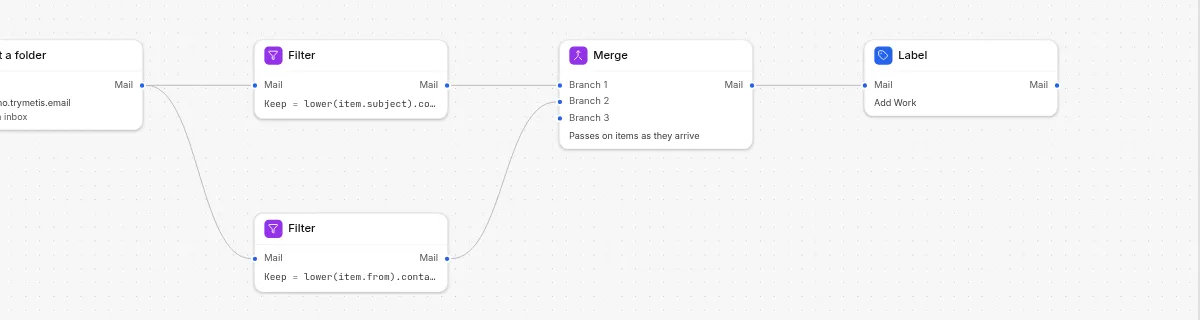 t a folder
Mail
no.trymetis.email
inbox
Filter
Mail
Mail
Keep = lower(item.subject).co…
Merge
Branch 1
Mail
Branch 2
Branch 3
Passes on items as they arrive
Label
Mail
Mail
Add Work
Filter
Mail
Mail
Keep = lower(item.from).conta…